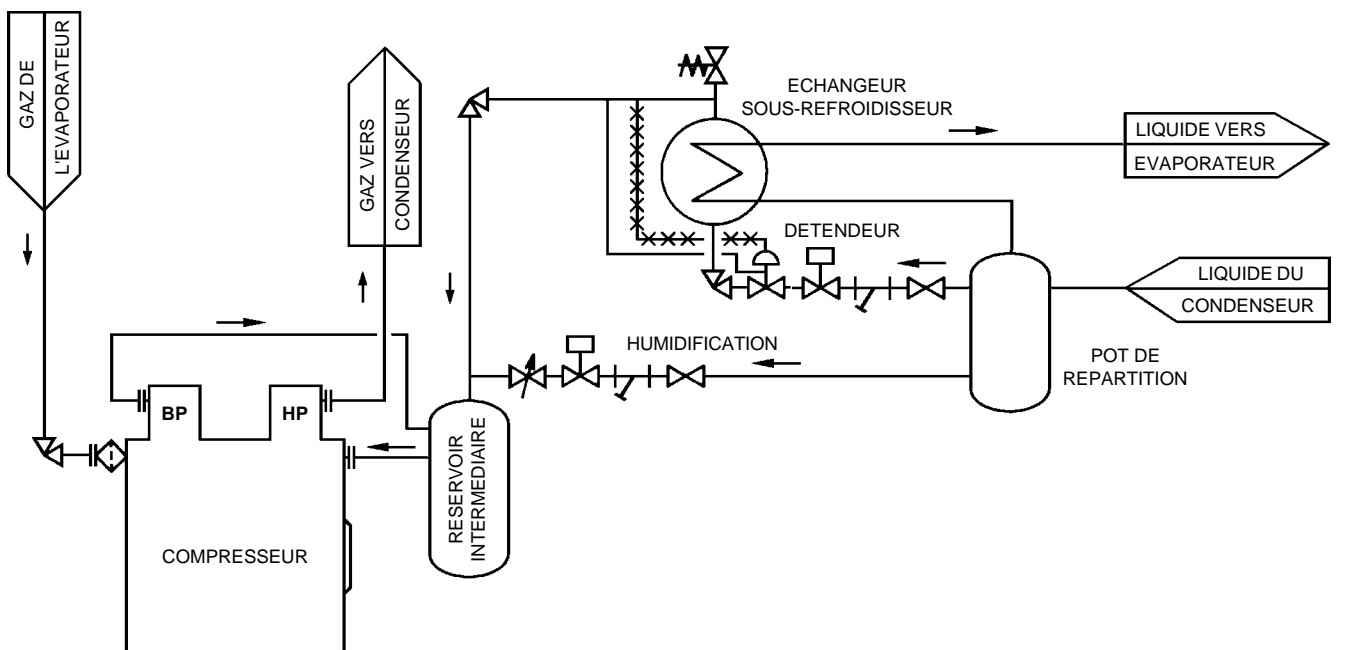 GAZ DE
L'EVAPORATEUR
GAZ VERS
CONDENSEUR
ECHANGEUR
SOUS-REFROIDISSEUR
LIQUIDE VERS
EVAPORATEUR
DETENDEUR
LIQUIDE DU
CONDENSEUR
HUMIDIFICATION
POT DE
REPARTITION
BP
HP
RESERVOIR
INTERMEDIAIRE
COMPRESSEUR